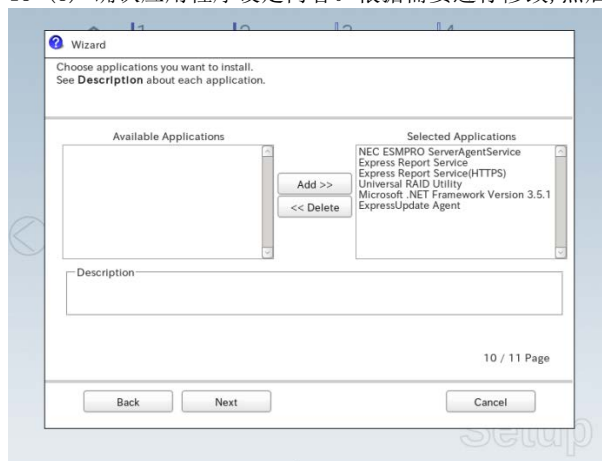 Wizard
Choose applications you want to install.
See Description about each application.
Available Applications
Selected Applications
NEC ESMPRO ServerAgentService
Express Report Service
Express Report Service(HTTPS)
Universal RAID Utility
Microsoft .NET Framework Version 3.5.1
ExpressUpdate Agent
Add >>
<< Delete
Description
10 / 11 Page
Back
Next
Cancel
Setup